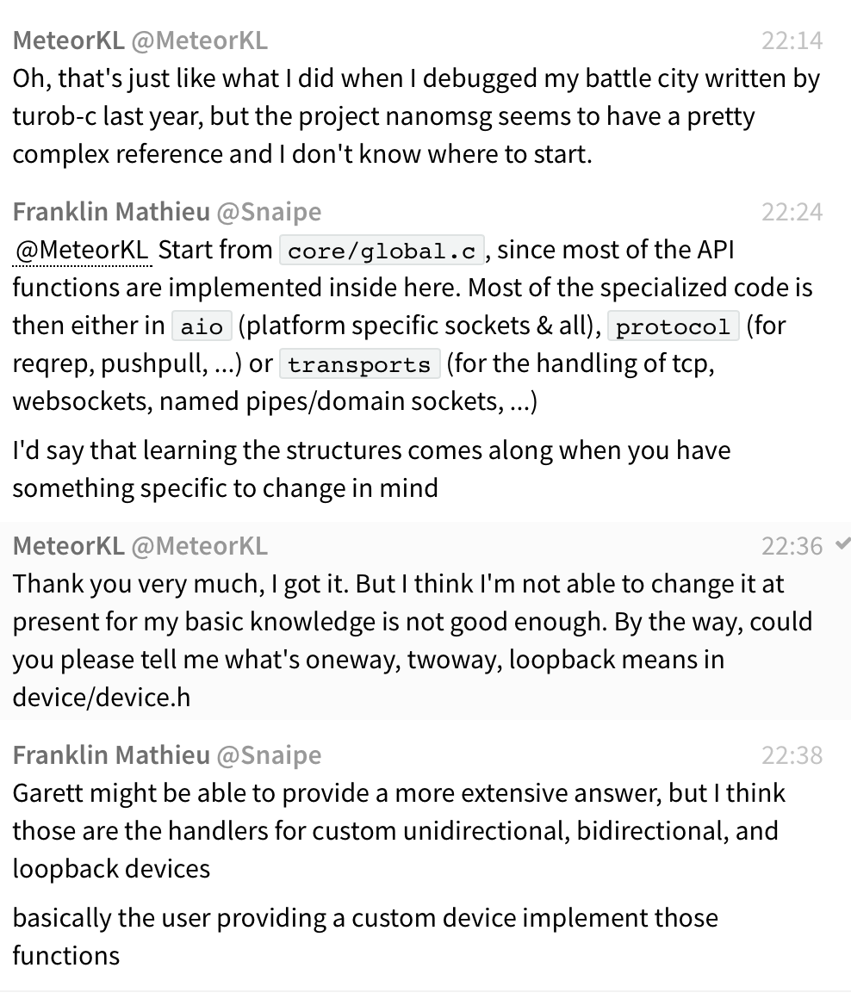 MeteorKL @MeteorKL 22:14
Oh, that's just like what I did when I debugged my battle city written by
turob-c last year, but the project nanomsg seems to have a pretty
complex reference and I don't know where to start.
Franklin Mathieu @Snaipe 22:24
@MeteorKL Start from core/global.c, since most of the API
functions are implemented inside here. Most of the specialized code is
then either in aio (platform specific sockets & all), protocol (for
reqrep, pushpull, ...) or transports (for the handling of tcp,
websockets, named pipes/domain sockets, ...)
I'd say that learning the structures comes along when you have
something specific to change in mind
MeteorKL @MeteorKL 22:36
Thank you very much, I got it. But I think I'm not able to change it at
present for my basic knowledge is not good enough. By the way, could
you please tell me what's oneway, twoway, loopback means in
device/device.h
Franklin Mathieu @Snaipe 22:38
Garett might be able to provide a more extensive answer, but I think
those are the handlers for custom unidirectional, bidirectional, and
loopback devices
basically the user providing a custom device implement those
functions